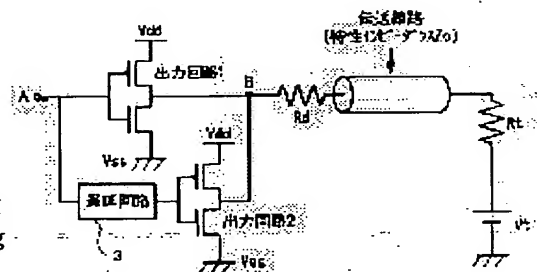 伝送線路
(特性インピーダンスZo)
Vdd
出力回路1
A
B
Rd
Rt
Vss
Vdd
遅延回路
出力回路2
3
Vss